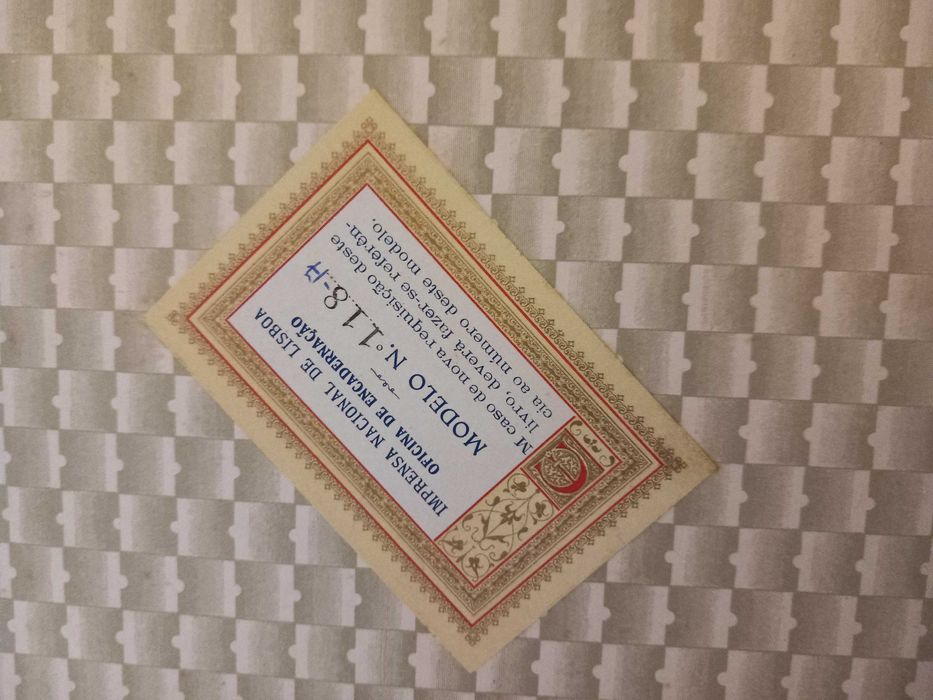 IMPRENSA NACIONAL DE LISBOA
OFICINA DE ENCADERNAÇÃO
MODELO N.º 118-A
EM caso de nova requisição deste
livro, deverá fazer-se referên-
cia ao número deste modelo.